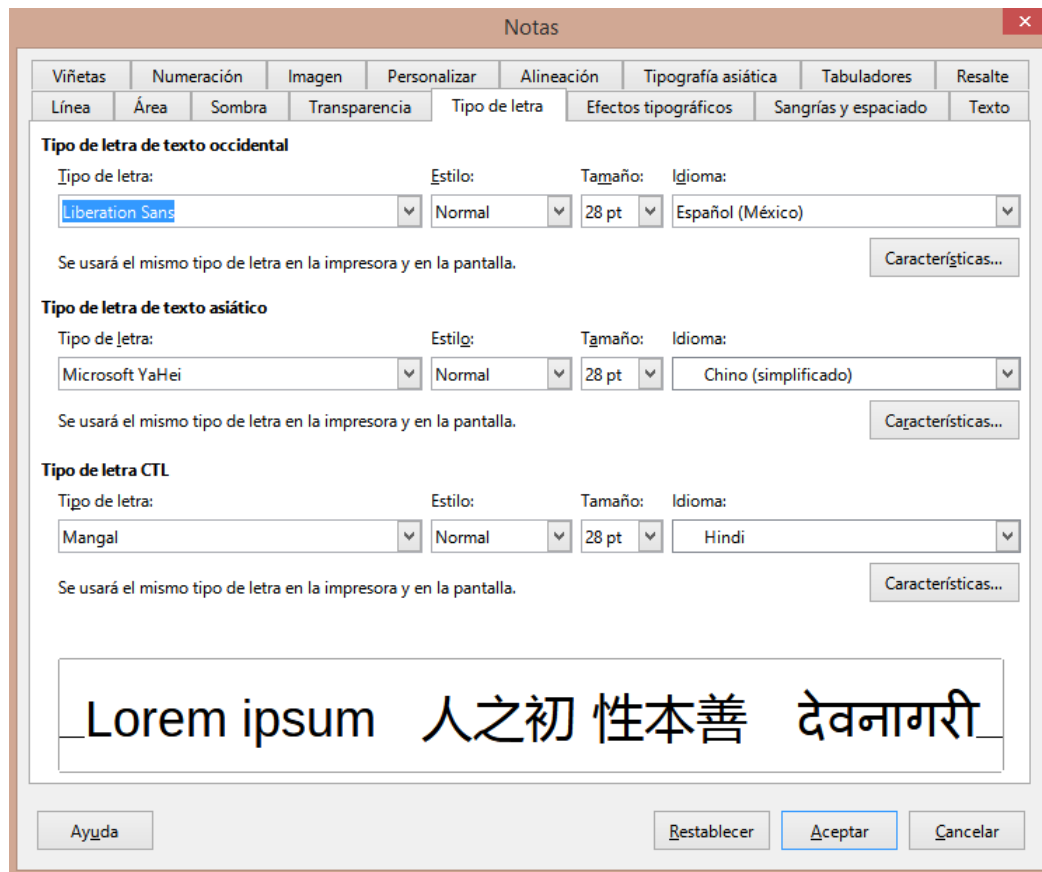 Notas
Viñetas Numeración Imagen Personalizar Alineación Tipografía asiática Tabuladores Resalte
Línea Área Sombra Transparencia Tipo de letra Efectos tipográficos Sangrías y espaciado Texto
Tipo de letra de texto occidental
Tipo de letra: Estilo: Tamaño: Idioma:
Liberation Sans Normal 28 pt Español (México)
Se usará el mismo tipo de letra en la impresora y en la pantalla. Características...
Tipo de letra de texto asiático
Tipo de letra: Estilo: Tamaño: Idioma:
Microsoft YaHei Normal 28 pt Chino (simplificado)
Se usará el mismo tipo de letra en la impresora y en la pantalla. Características...
Tipo de letra CTL
Tipo de letra: Estilo: Tamaño: Idioma:
Mangal Normal 28 pt Hindi
Se usará el mismo tipo de letra en la impresora y en la pantalla. Características...
Lorem ipsum 人之初 性本善 देवनागरी
Ayuda Restablecer Aceptar Cancelar